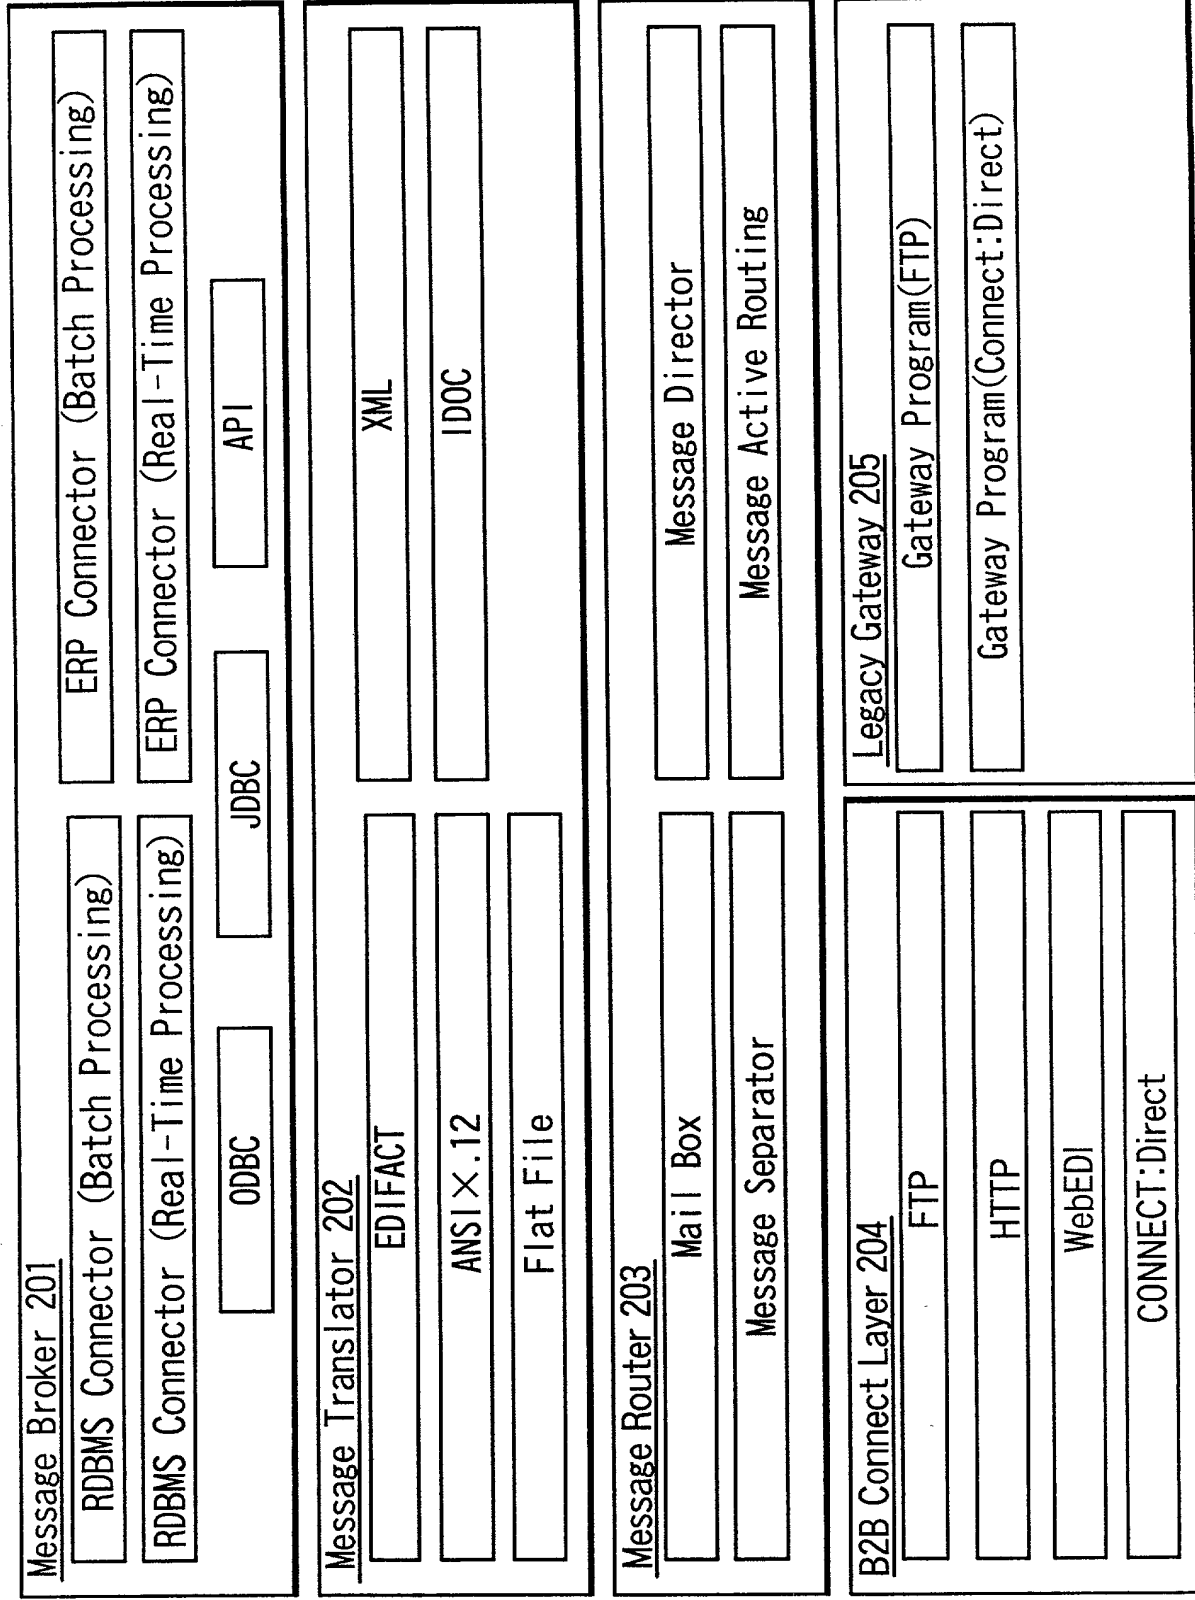 Message Broker 201
RDBMS Connector (Batch Processing)
ERP Connector (Batch Processing)
RDBMS Connector (Real-Time Processing)
ERP Connector (Real-Time Processing)
ODBC
JDBC
API
Message Translator 202
EDIFACT
XML
ANSI×.12
IDOC
Flat File
Message Router 203
Mail Box
Message Director
Message Separator
Message Active Routing
B2B Connect Layer 204
FTP
HTTP
WebEDI
CONNECT:Direct
Legacy Gateway 205
Gateway Program(FTP)
Gateway Program(Connect:Direct)